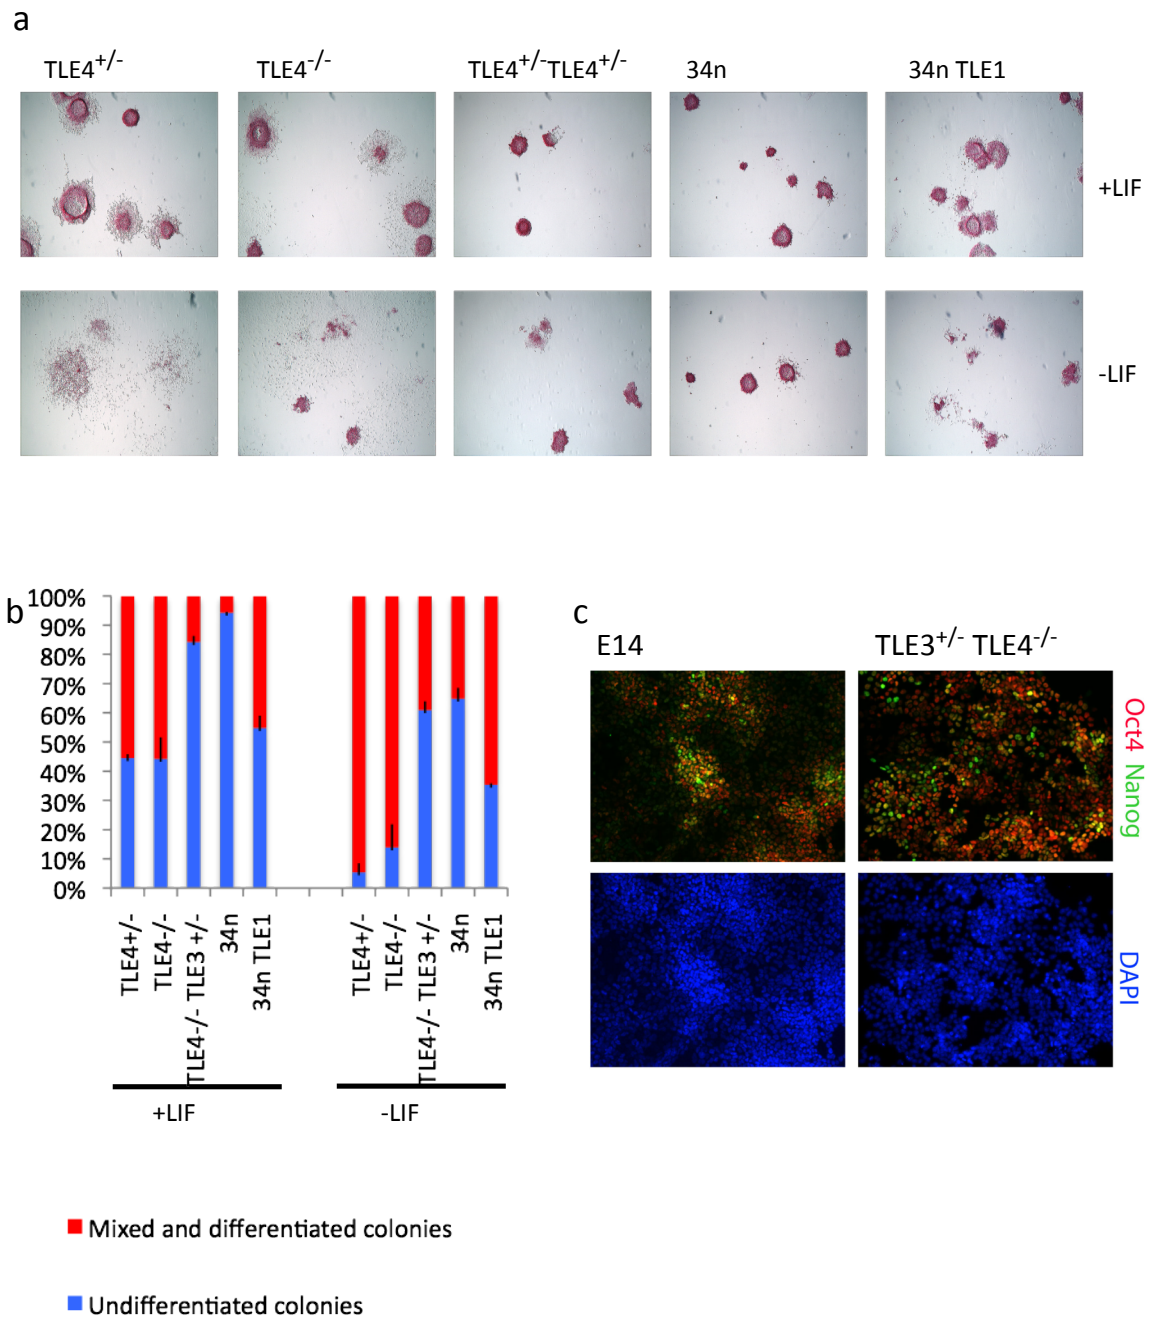 a
TLE4+/- TLE4-/- TLE4+/-TLE4+/- 34n 34n TLE1
+LIF
-LIF
b
100%
90%
80%
70%
60%
50%
40%
30%
20%
10%
0%
TLE4+/-
TLE4-/-
TLE4-/- TLE3 +/-
34n
34n TLE1
TLE4+/-
TLE4-/-
TLE4-/- TLE3 +/-
34n
34n TLE1
+LIF
-LIF
Mixed and differentiated colonies
Undifferentiated colonies
c
E14 TLE3+/- TLE4-/-
Oct4 Nanog
DAPI